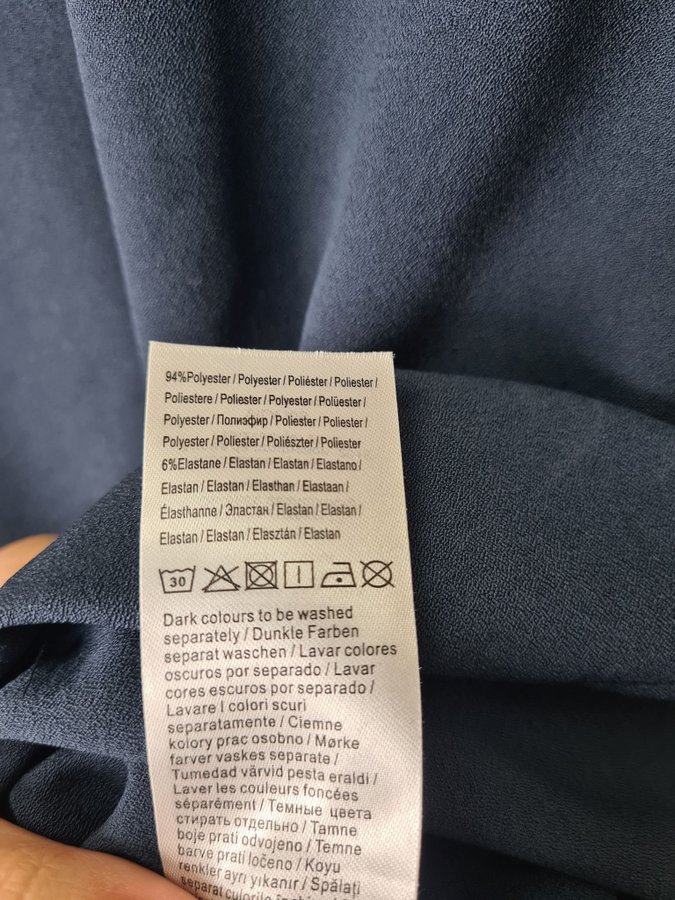 94%Polyester / Polyester / Poliéster / Poliester /
Poliestere / Poliester / Polyester / Polüester /
Polyester / Полиэфир / Poliester / Poliester /
Polyester / Poliester / Poliészter / Poliester
6%Elastane / Elastan / Elastan / Elastano /
Elastan / Elastan / Elasthan / Elastaan /
Élasthanne / Эластан / Elastan / Elastan /
Elastan / Elastan / Elasztán / Elastan
30
Dark colours to be washed
separately / Dunkle Farben
separat waschen / Lavar colores
oscuros por separado / Lavar
cores escuros por separado /
Lavare I colori scuri
separatamente / Ciemne
kolory prac osobno / Mørke
farver vaskes separate /
Tumedad värvid pesta eraldi /
Laver les couleurs foncées
séparément / Темные цвета
стирать отдельно / Tamne
boje prati odvojeno / Temne
barve prati ločeno / Koyu
renkler ayrı yıkanır / Spălați
separat culorile